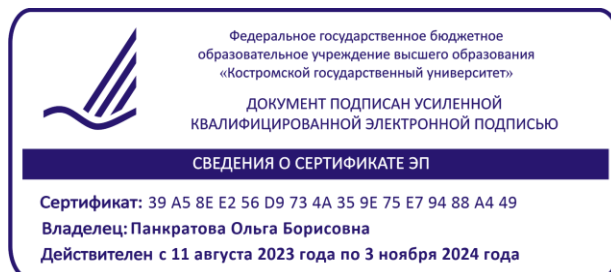 Федеральное государственное бюджетное
образовательное учреждение высшего образования
«Костромской государственный университет»
ДОКУМЕНТ ПОДПИСАН УСИЛЕННОЙ
КВАЛИФИЦИРОВАННОЙ ЭЛЕКТРОННОЙ ПОДПИСЬЮ
СВЕДЕНИЯ О СЕРТИФИКАТЕ ЭП
Сертификат: 39 A5 8E E2 56 D9 73 4A 35 9E 75 E7 94 88 A4 49
Владелец: Панкратова Ольга Борисовна
Действителен с 11 августа 2023 года по 3 ноября 2024 года